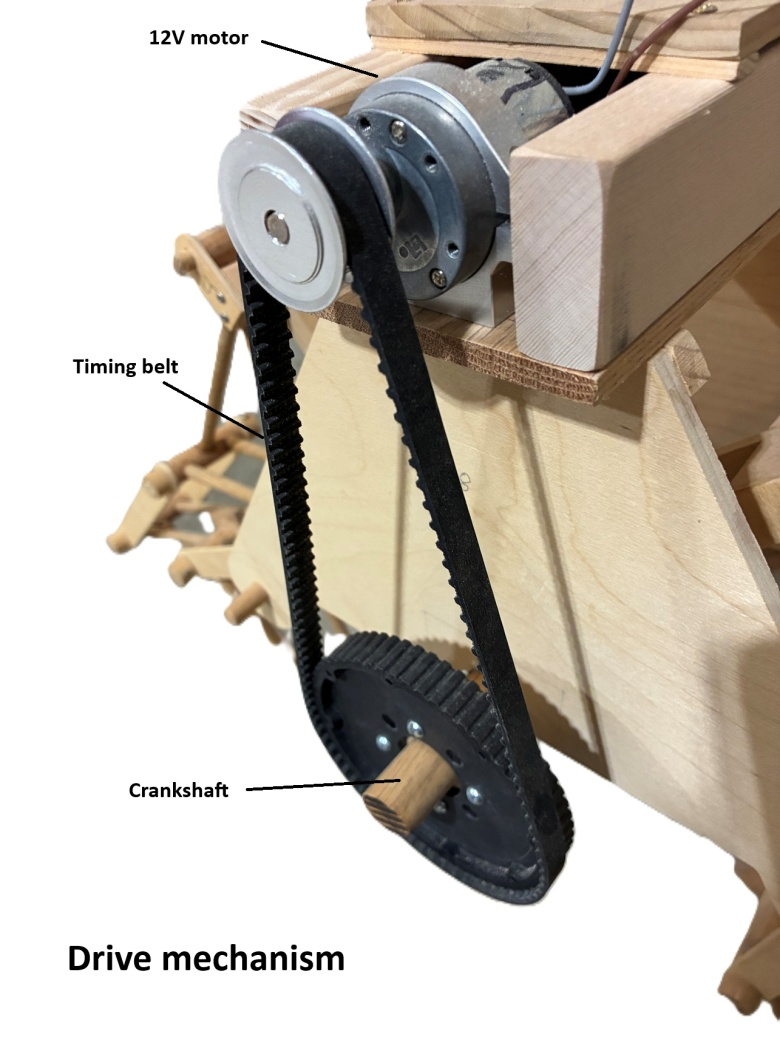 12V motor
Timing belt
Crankshaft
Drive mechanism